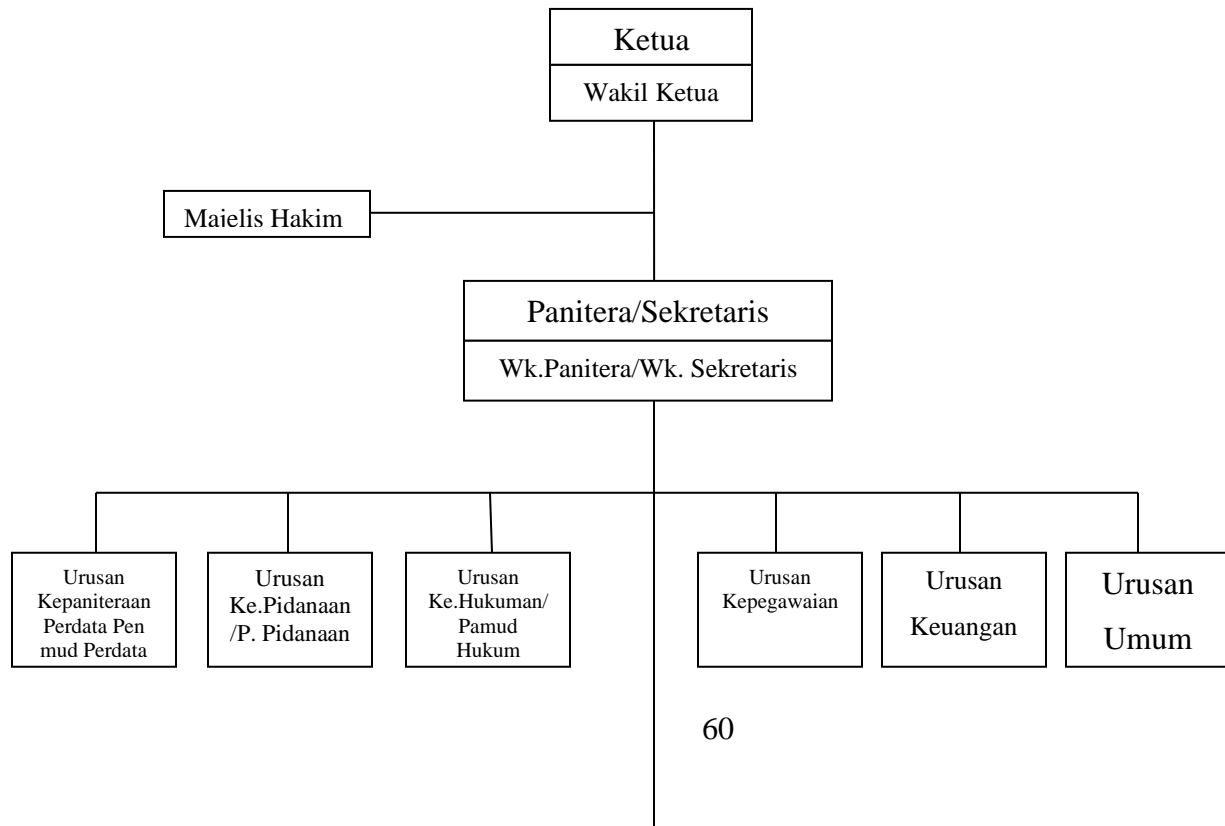 Ketua
Wakil Ketua
Majelis Hakim
Panitera/Sekretaris
Wk.Panitera/Wk. Sekretaris
Urusan
Kepaniteraan
Perdata Pen
mud Perdata
Urusan
Ke.Pidanaan
/P. Pidanaan
Urusan
Ke.Hukuman/
Pamud
Hukum
Urusan
Kepegawaian
Urusan
Keuangan
Urusan
Umum
60